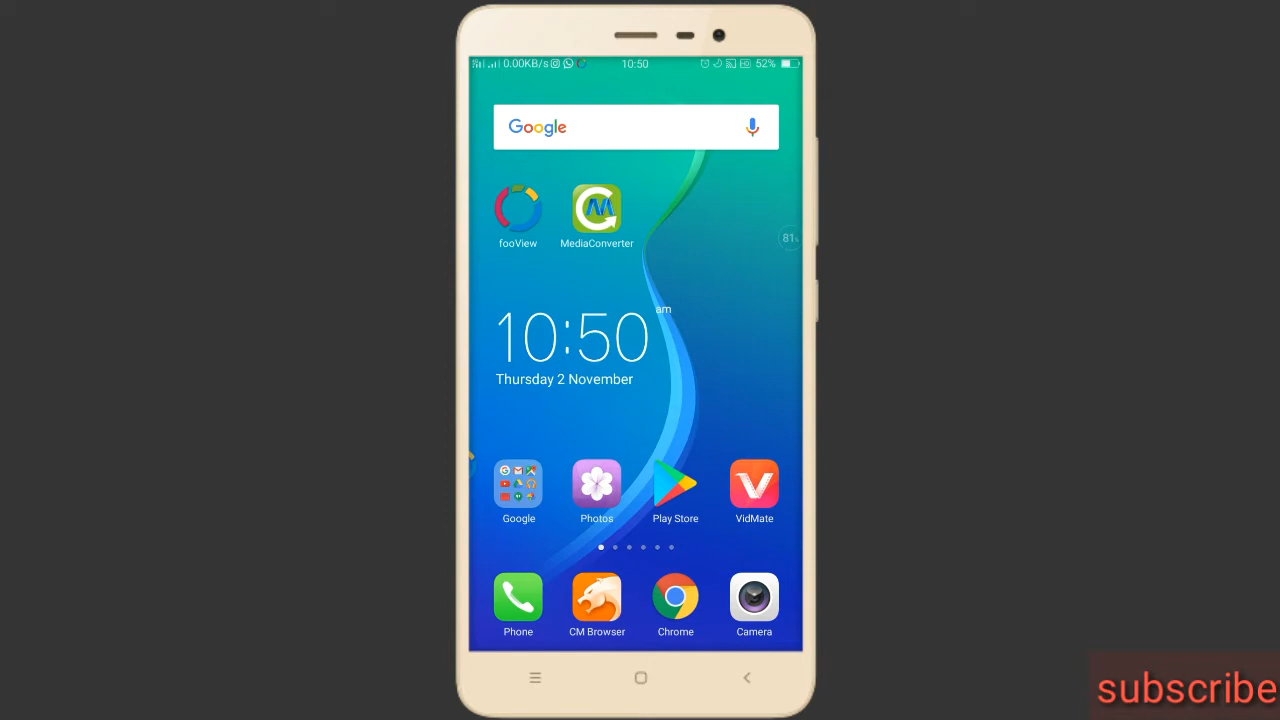 0.00KB/s 10:50 52%
Google
81%
fooView MediaConverter
10:50 am
Thursday 2 November
Google Photos Play Store VidMate
Phone CM Browser Chrome Camera
subscribe